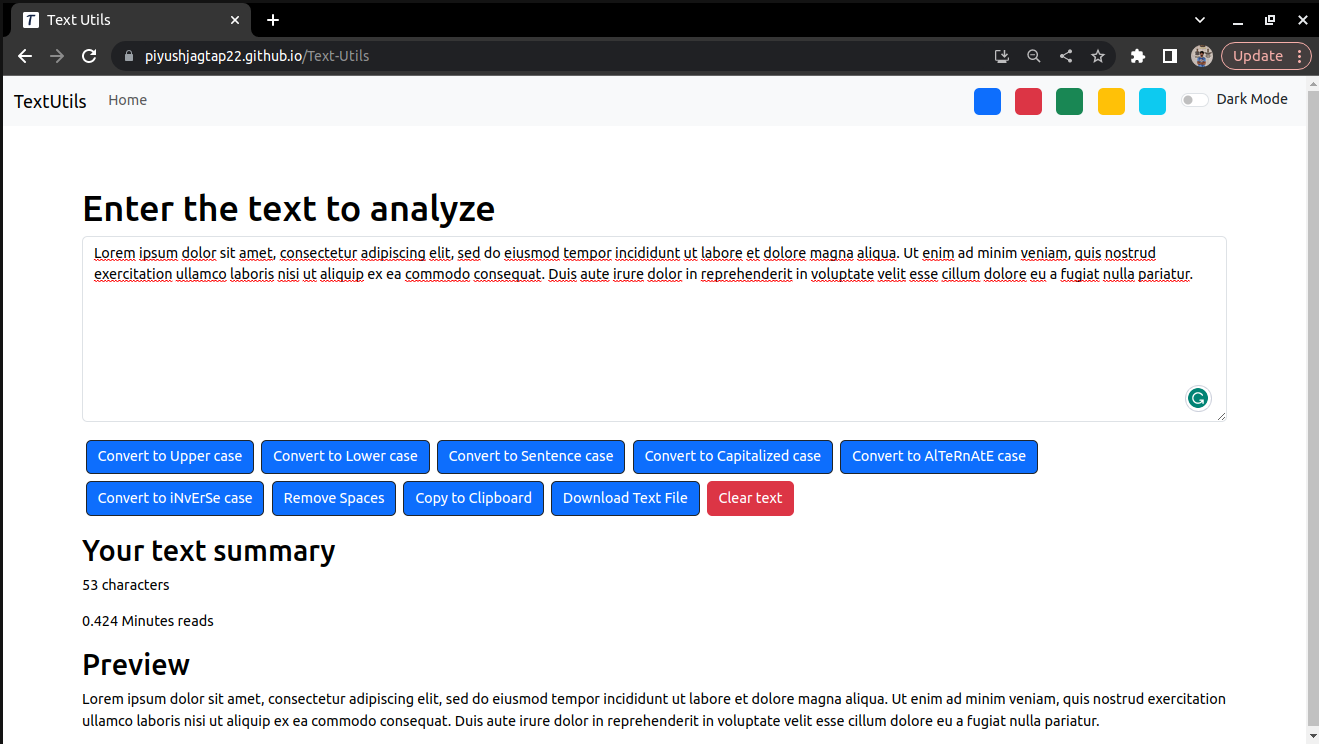 Text Utils
piyushjagtap22.github.io/Text-Utils
Update
TextUtils Home Dark Mode
Enter the text to analyze
Lorem ipsum dolor sit amet, consectetur adipiscing elit, sed do eiusmod tempor incididunt ut labore et dolore magna aliqua. Ut enim ad minim veniam, quis nostrud
exercitation ullamco laboris nisi ut aliquip ex ea commodo consequat. Duis aute irure dolor in reprehenderit in voluptate velit esse cillum dolore eu a fugiat nulla pariatur.
Convert to Upper case Convert to Lower case Convert to Sentence case Convert to Capitalized case Convert to AlTeRnAtE case
Convert to iNvErSe case Remove Spaces Copy to Clipboard Download Text File Clear text
Your text summary
53 characters
0.424 Minutes reads
Preview
Lorem ipsum dolor sit amet, consectetur adipiscing elit, sed do eiusmod tempor incididunt ut labore et dolore magna aliqua. Ut enim ad minim veniam, quis nostrud exercitation
ullamco laboris nisi ut aliquip ex ea commodo consequat. Duis aute irure dolor in reprehenderit in voluptate velit esse cillum dolore eu a fugiat nulla pariatur.